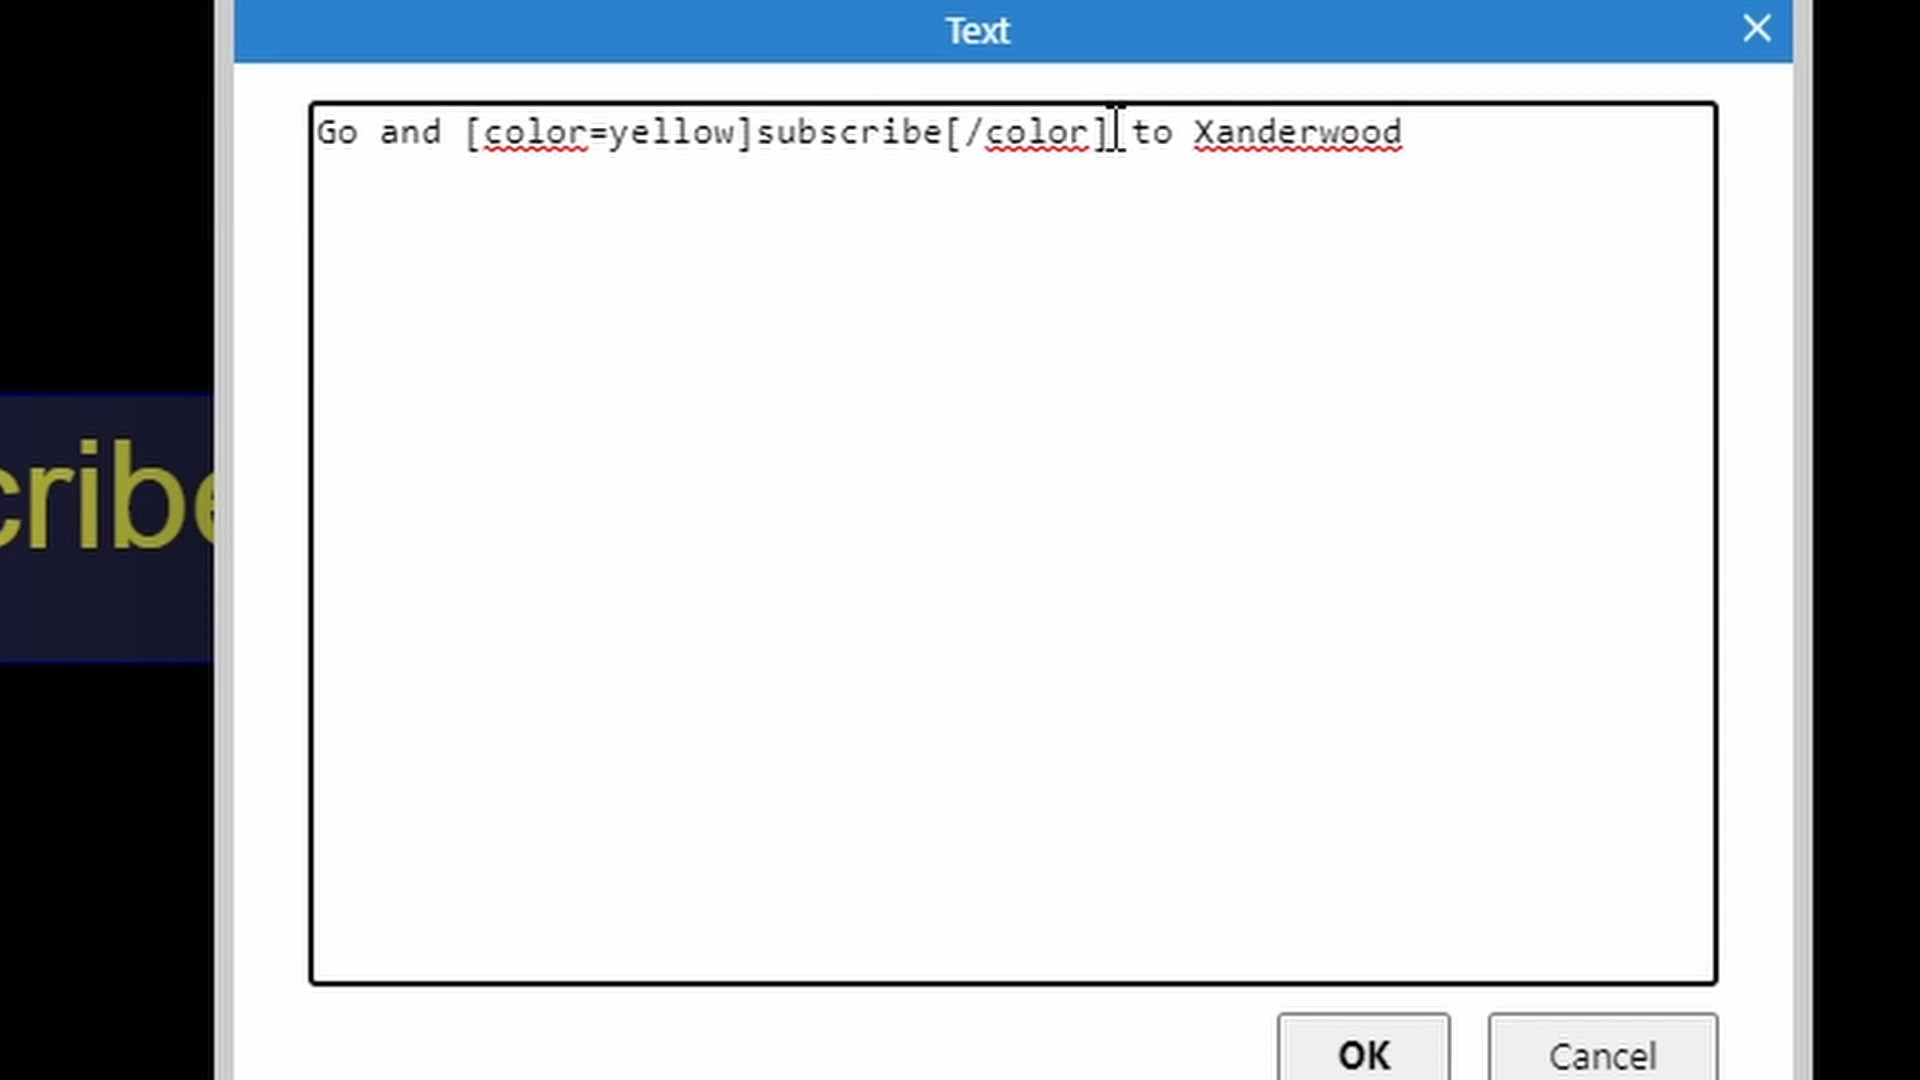 Text
Go and [color=yellow]subscribe[/color] to Xanderwood
cribe
OK
Cancel